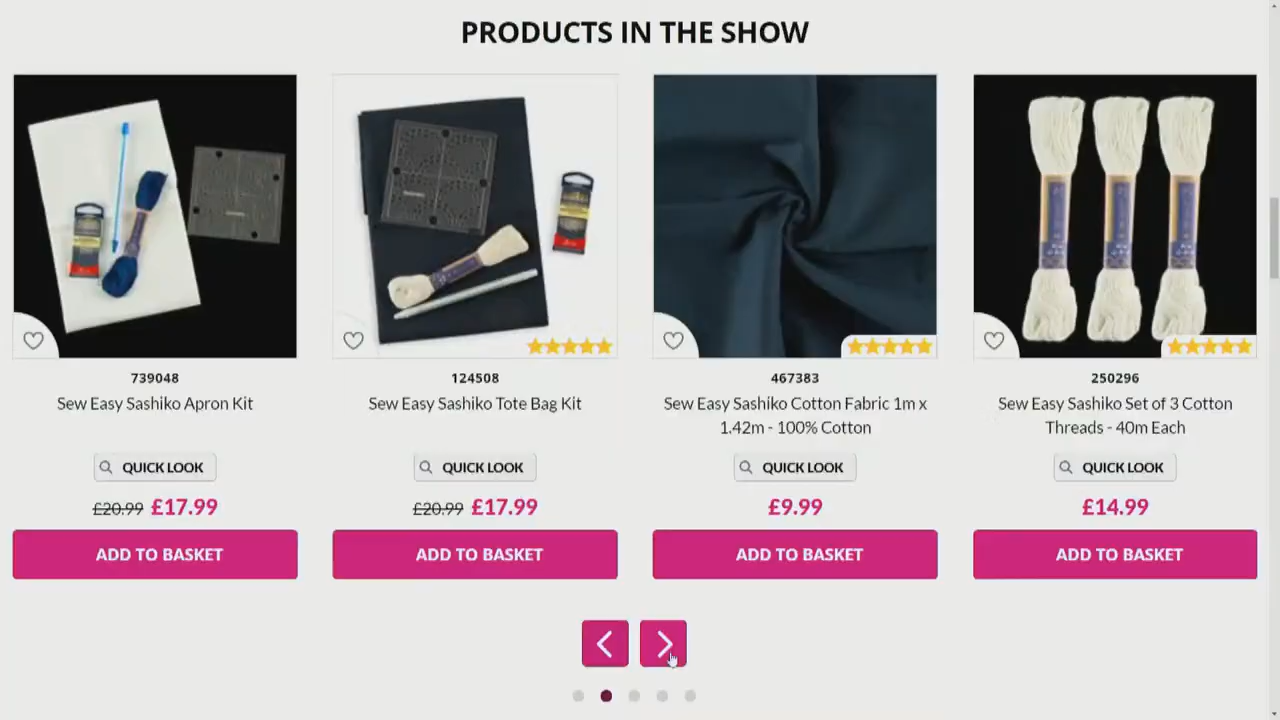 PRODUCTS IN THE SHOW
739048
Sew Easy Sashiko Apron Kit
QUICK LOOK
£20.99 £17.99
ADD TO BASKET
124508
Sew Easy Sashiko Tote Bag Kit
QUICK LOOK
£20.99 £17.99
ADD TO BASKET
467383
Sew Easy Sashiko Cotton Fabric 1m x
1.42m - 100% Cotton
QUICK LOOK
£9.99
ADD TO BASKET
250296
Sew Easy Sashiko Set of 3 Cotton
Threads - 40m Each
QUICK LOOK
£14.99
ADD TO BASKET